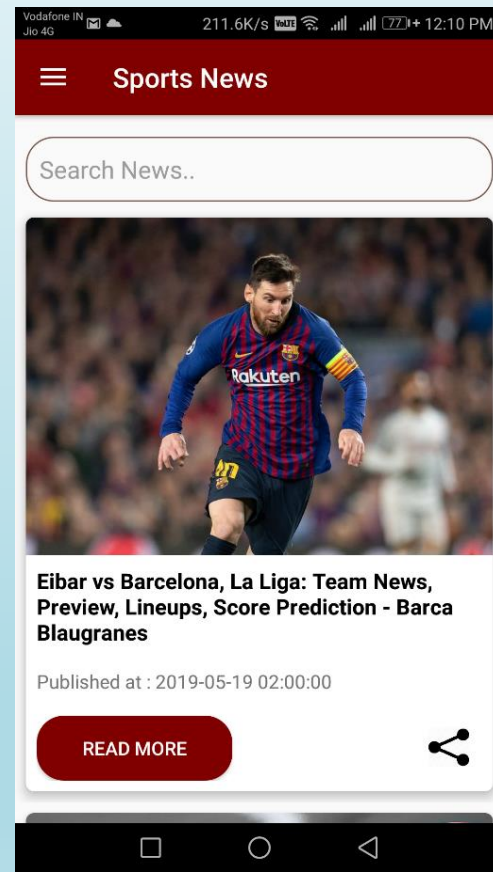 Vodafone IN
Jio 4G
211.6K/s VoLTE 77 + 12:10 PM
Sports News
Search News..
Rakuten
10
Eibar vs Barcelona, La Liga: Team News,
Preview, Lineups, Score Prediction - Barca
Blaugranes
Published at : 2019-05-19 02:00:00
READ MORE